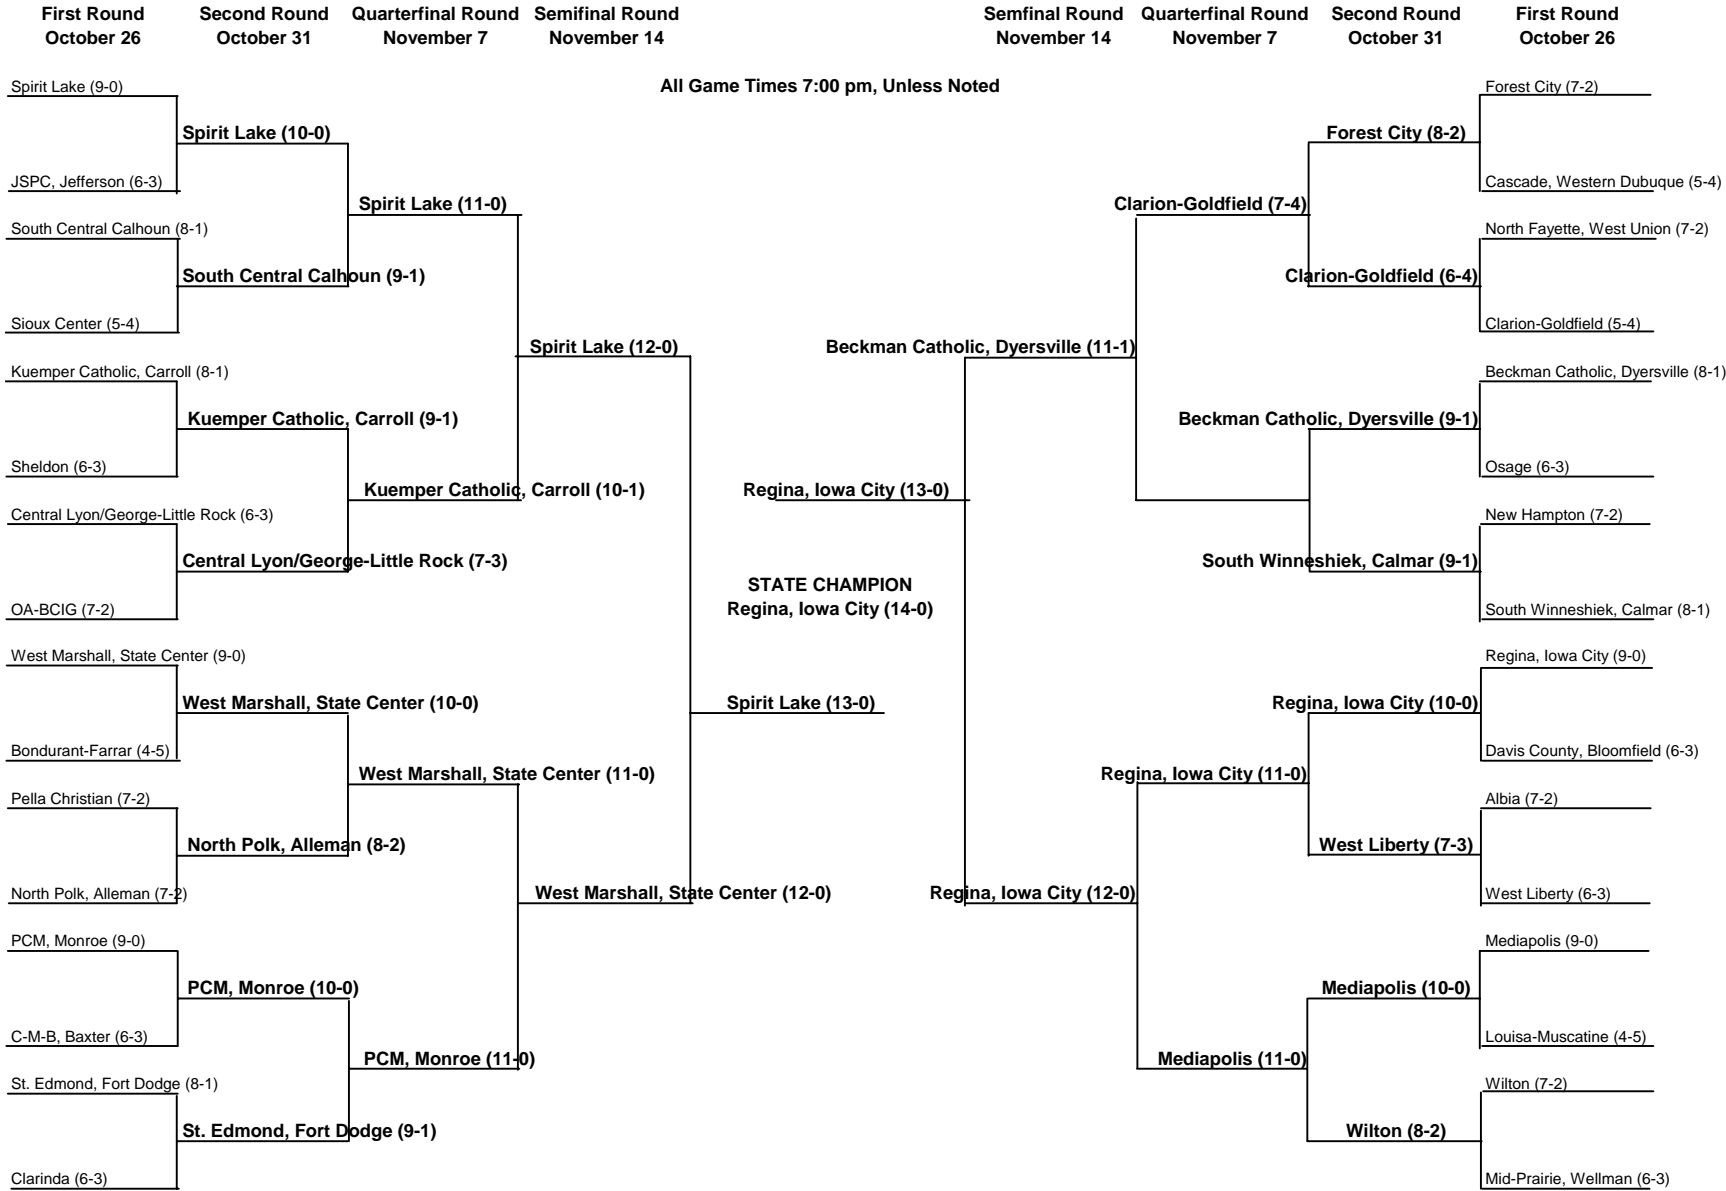 First Round
October 26
Second Round
October 31
Quarterfinal Round
November 7
Semifinal Round
November 14
Semfinal Round
November 14
Quarterfinal Round
November 7
Second Round
October 31
First Round
October 26
All Game Times 7:00 pm, Unless Noted
Spirit Lake (9-0)
JSPC, Jefferson (6-3)
South Central Calhoun (8-1)
Sioux Center (5-4)
Kuemper Catholic, Carroll (8-1)
Sheldon (6-3)
Central Lyon/George-Little Rock (6-3)
OA-BCIG (7-2)
West Marshall, State Center (9-0)
Bondurant-Farrar (4-5)
Pella Christian (7-2)
North Polk, Alleman (7-2)
PCM, Monroe (9-0)
C-M-B, Baxter (6-3)
St. Edmond, Fort Dodge (8-1)
Clarinda (6-3)
Spirit Lake (10-0)
South Central Calhoun (9-1)
Kuemper Catholic, Carroll (9-1)
Central Lyon/George-Little Rock (7-3)
West Marshall, State Center (10-0)
North Polk, Alleman (8-2)
PCM, Monroe (10-0)
St. Edmond, Fort Dodge (9-1)
Spirit Lake (11-0)
Kuemper Catholic, Carroll (10-1)
West Marshall, State Center (11-0)
PCM, Monroe (11-0)
Spirit Lake (12-0)
West Marshall, State Center (12-0)
Regina, Iowa City (13-0)
STATE CHAMPION
Regina, Iowa City (14-0)
Spirit Lake (13-0)
Beckman Catholic, Dyersville (11-1)
Regina, Iowa City (12-0)
Clarion-Goldfield (7-4)
Regina, Iowa City (11-0)
Mediapolis (11-0)
Forest City (8-2)
Clarion-Goldfield (6-4)
Beckman Catholic, Dyersville (9-1)
South Winneshiek, Calmar (9-1)
Regina, Iowa City (10-0)
West Liberty (7-3)
Mediapolis (10-0)
Wilton (8-2)
Forest City (7-2)
Cascade, Western Dubuque (5-4)
North Fayette, West Union (7-2)
Clarion-Goldfield (5-4)
Beckman Catholic, Dyersville (8-1)
Osage (6-3)
New Hampton (7-2)
South Winneshiek, Calmar (8-1)
Regina, Iowa City (9-0)
Davis County, Bloomfield (6-3)
Albia (7-2)
West Liberty (6-3)
Mediapolis (9-0)
Louisa-Muscatine (4-5)
Wilton (7-2)
Mid-Prairie, Wellman (6-3)